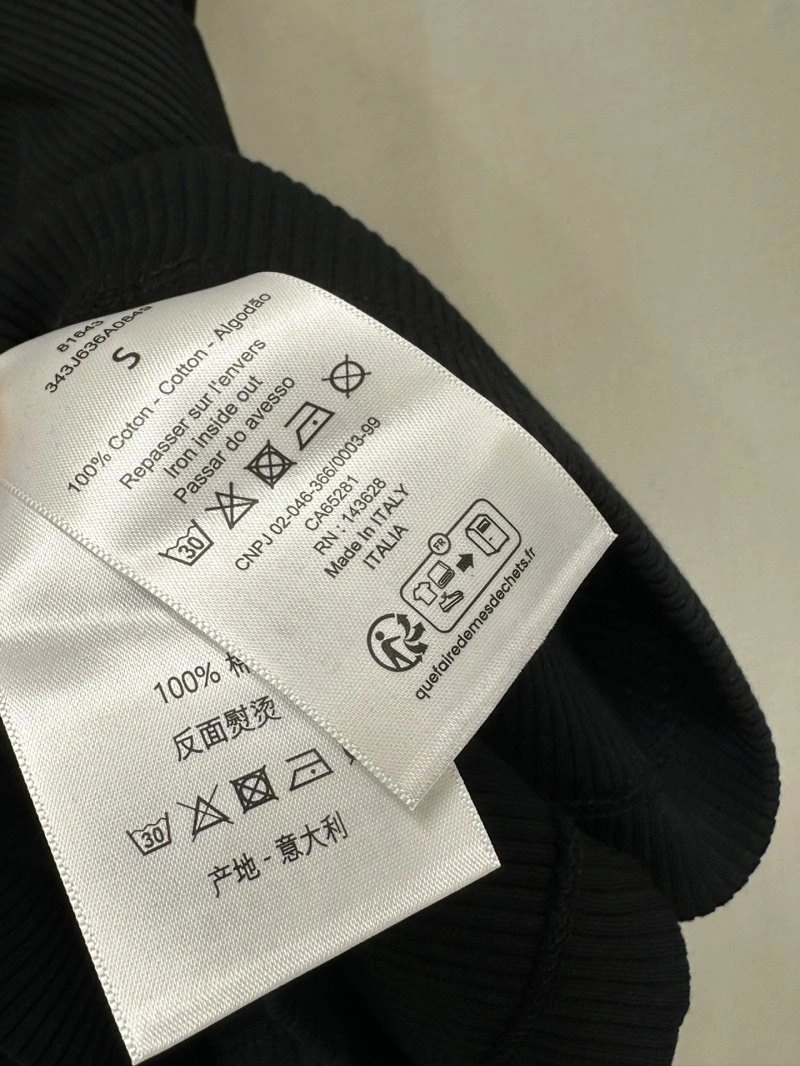 81643
343J636A0849
S
100% Coton - Cotton - Algodão
Repasser sur l'envers
Iron inside out
Passar do avesso
30
CNPJ 02-046-366/0003-99
CA65281
RN : 143628
Made In ITALY
ITALIA
FR
quefairedemesdechets.fr
100% 棉
反面熨烫
30
产地 - 意大利